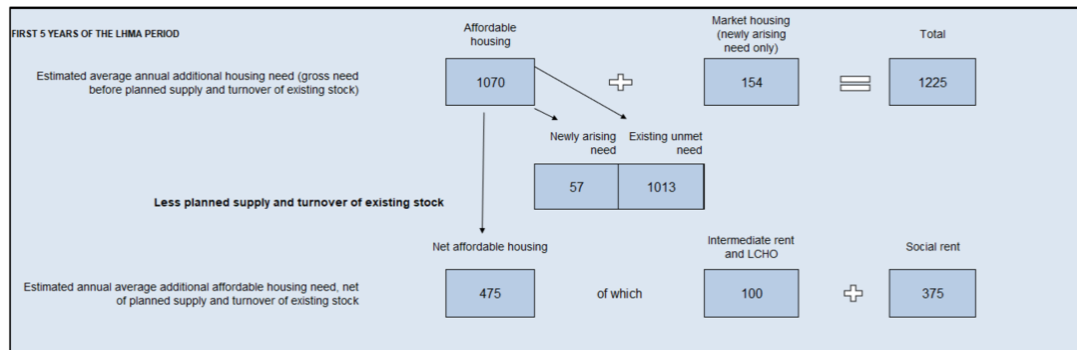 FIRST 5 YEARS OF THE LHMA PERIOD
Affordable
housing
Market housing
(newly arising
need only)
Total
Estimated average annual additional housing need (gross need
before planned supply and turnover of existing stock)
1070
154
1225
Newly arising
need
Existing unmet
need
57
1013
Less planned supply and turnover of existing stock
Net affordable housing
Intermediate rent
and LCHO
Social rent
Estimated annual average additional affordable housing need, net
of planned supply and turnover of existing stock
475
of which
100
375